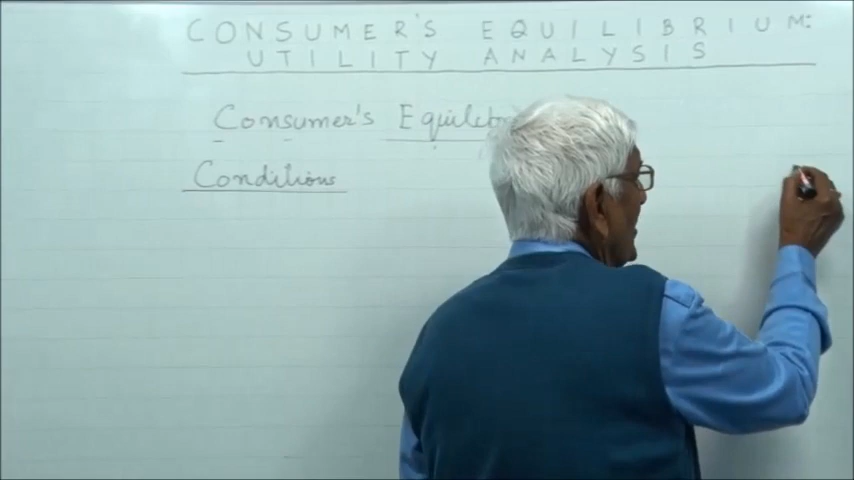 CONSUMER'S EQUILIBRIUM:
UTILITY ANALYSIS
Consumer's
Conditions